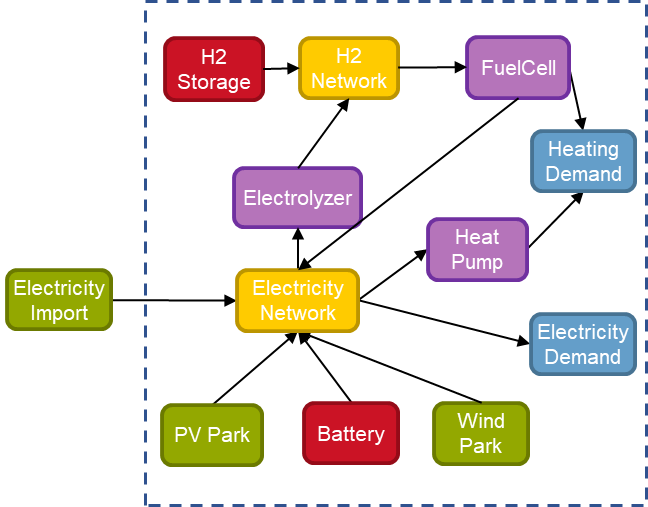 H2
Storage
H2
Network
FuelCell
Heating
Demand
Electrolyzer
Heat
Pump
Electricity
Import
Electricity
Network
Electricity
Demand
PV Park
Battery
Wind
Park